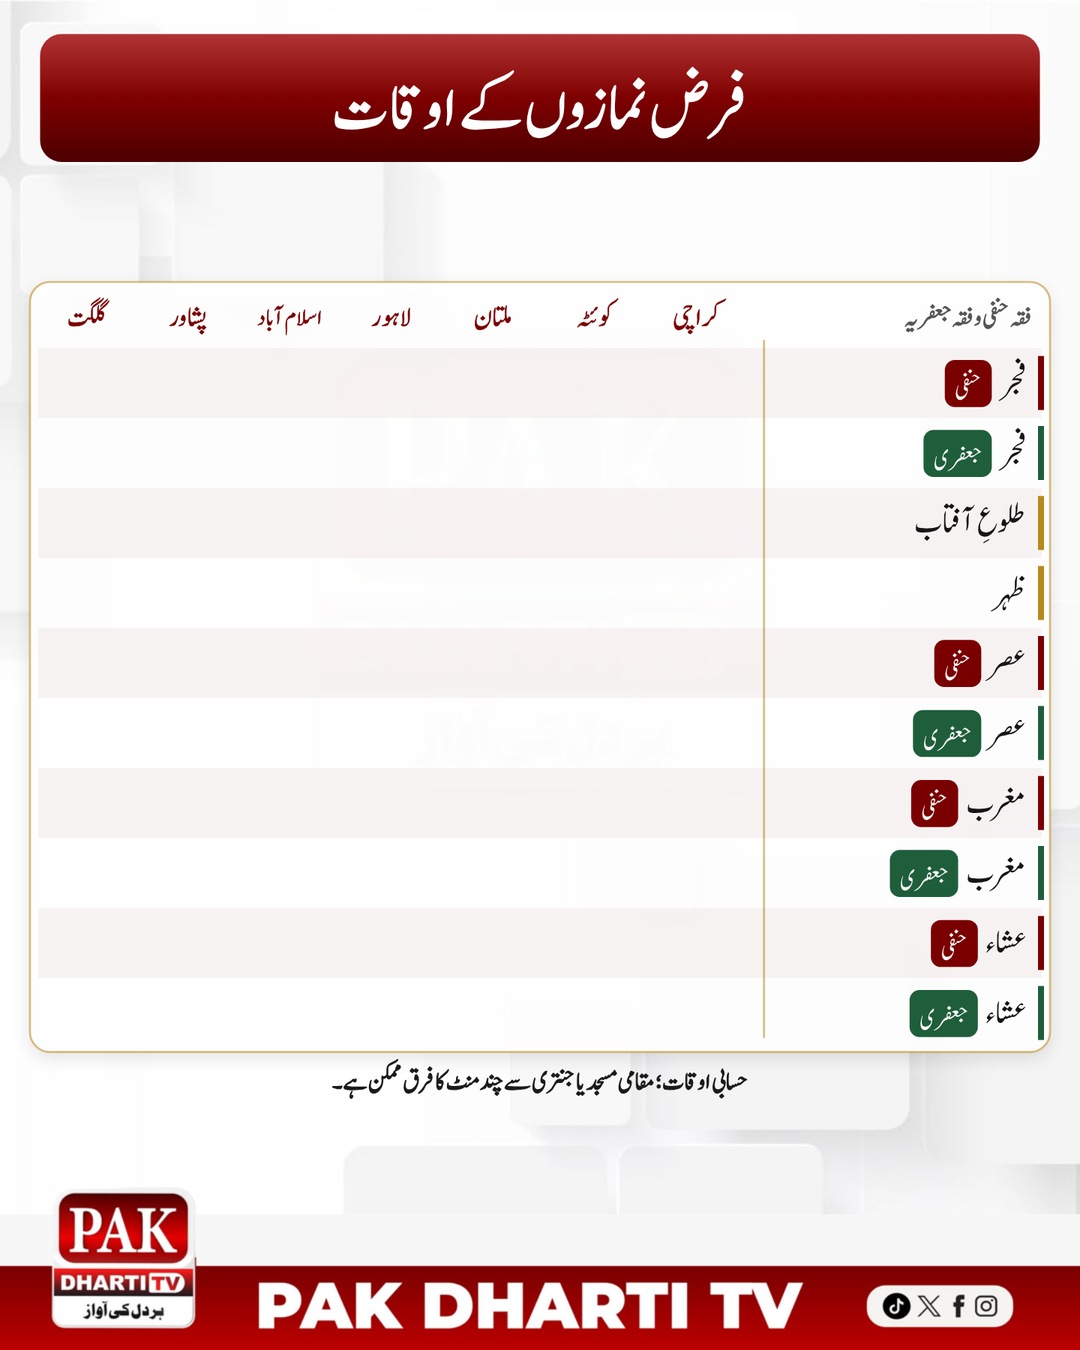 فرض نمازوں کے اوقات
فقہ حنفی و فقہ جعفریہ کراچی کوئٹہ ملتان لاہور اسلام آباد پشاور گلگت
فجر حنفی
فجر جعفری
طلوعِ آفتاب
ظہر
عصر حنفی
عصر جعفری
مغرب حنفی
مغرب جعفری
عشاء حنفی
عشاء جعفری
حسابی اوقات؛ مقامی مسجد یا جنتری سے چند منٹ کا فرق ممکن ہے۔
PAK
DHARTI TV
ہر دل کی آواز
PAK DHARTI TV